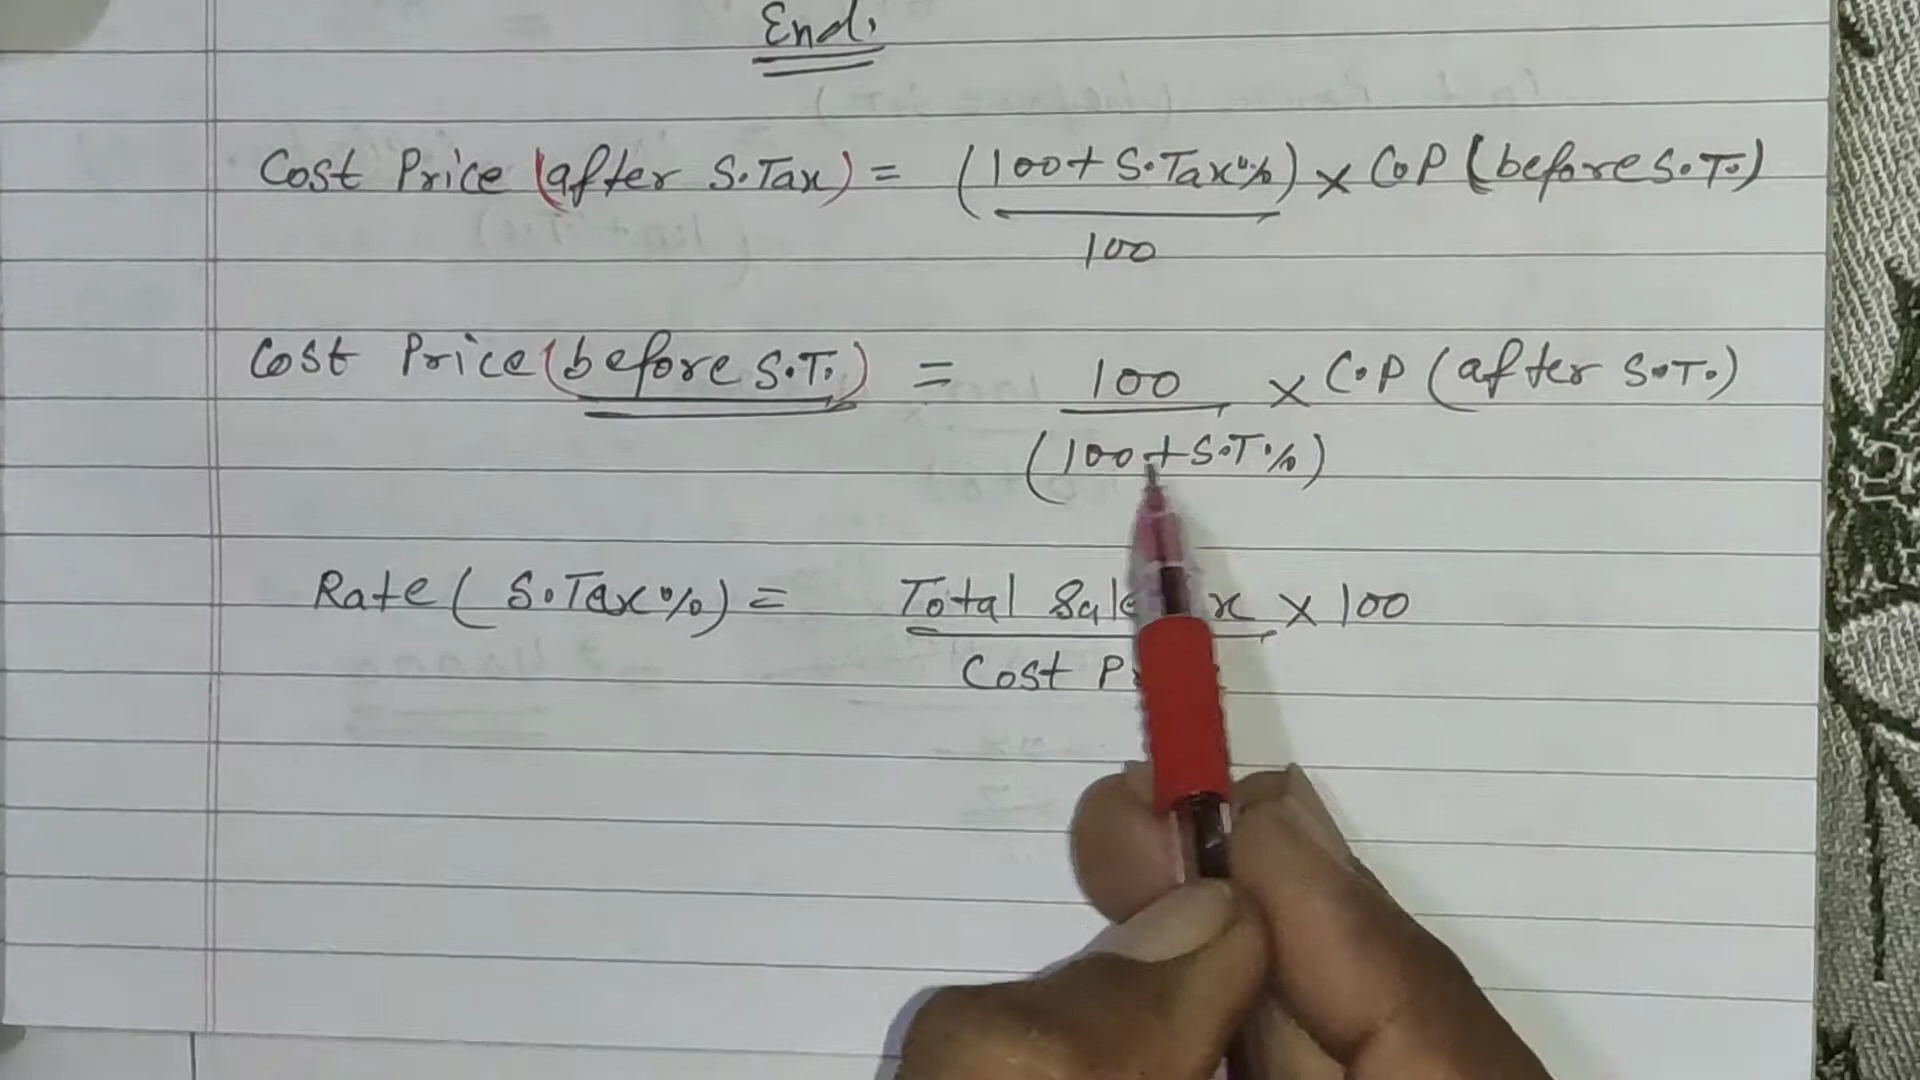 End.
Cost Price (after S.Tax) = (100+ S.Tax%) × C.P (before S.T.)
100
Cost Price (before S.T.) = 100 × C.P (after S.T.)
(100+S.T%)
Rate (S.Tax%) = Total × 100
Cost